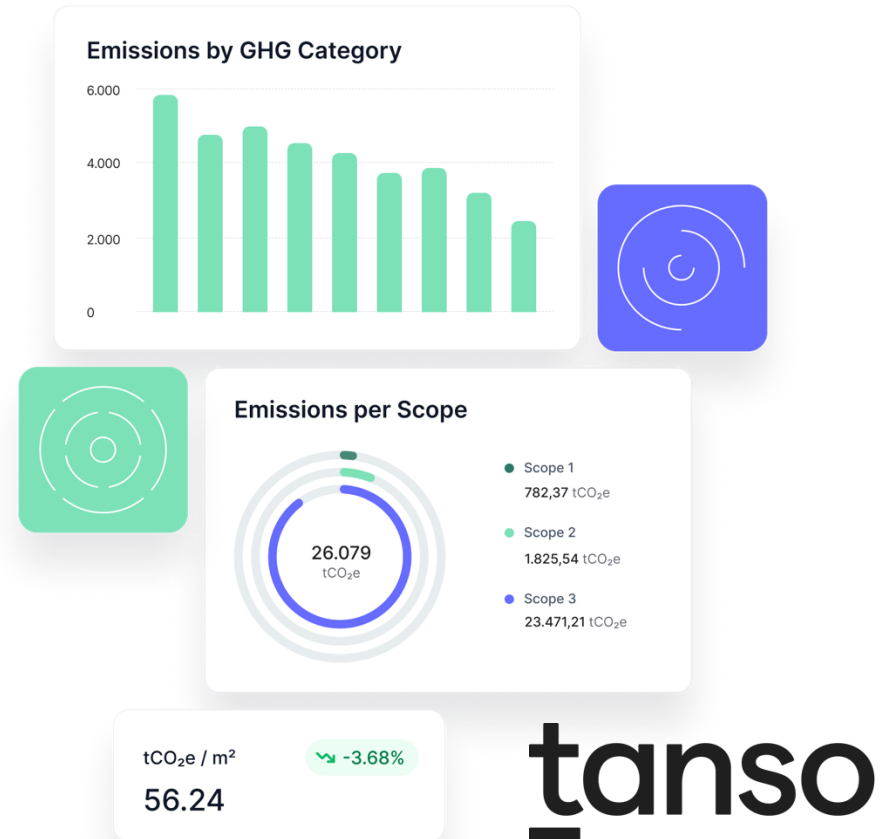 Emissions by GHG Category
6.000
4.000
2.000
0
Emissions per Scope
26.079
tCO₂e
Scope 1
782,37 tCO₂e
Scope 2
1.825,54 tCO₂e
Scope 3
23.471,21 tCO₂e
tCO₂e / m²
-3.68%
56.24
tanso